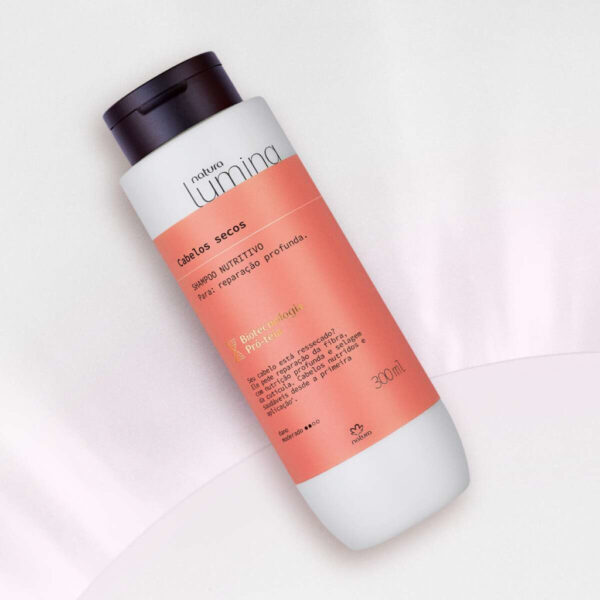 natura
lumina
Cabelos secos
SHAMPOO NUTRITIVO
Para: reparação profunda.
Biotecnologia
Pró-teia
Seu cabelo está ressecado?
Ele pede reparação da fibra,
com nutrição profunda e selagem
da cutícula. Cabelos nutridos e
saudáveis desde a primeira
aplicação*.
300ml
Dano
Moderado
natura